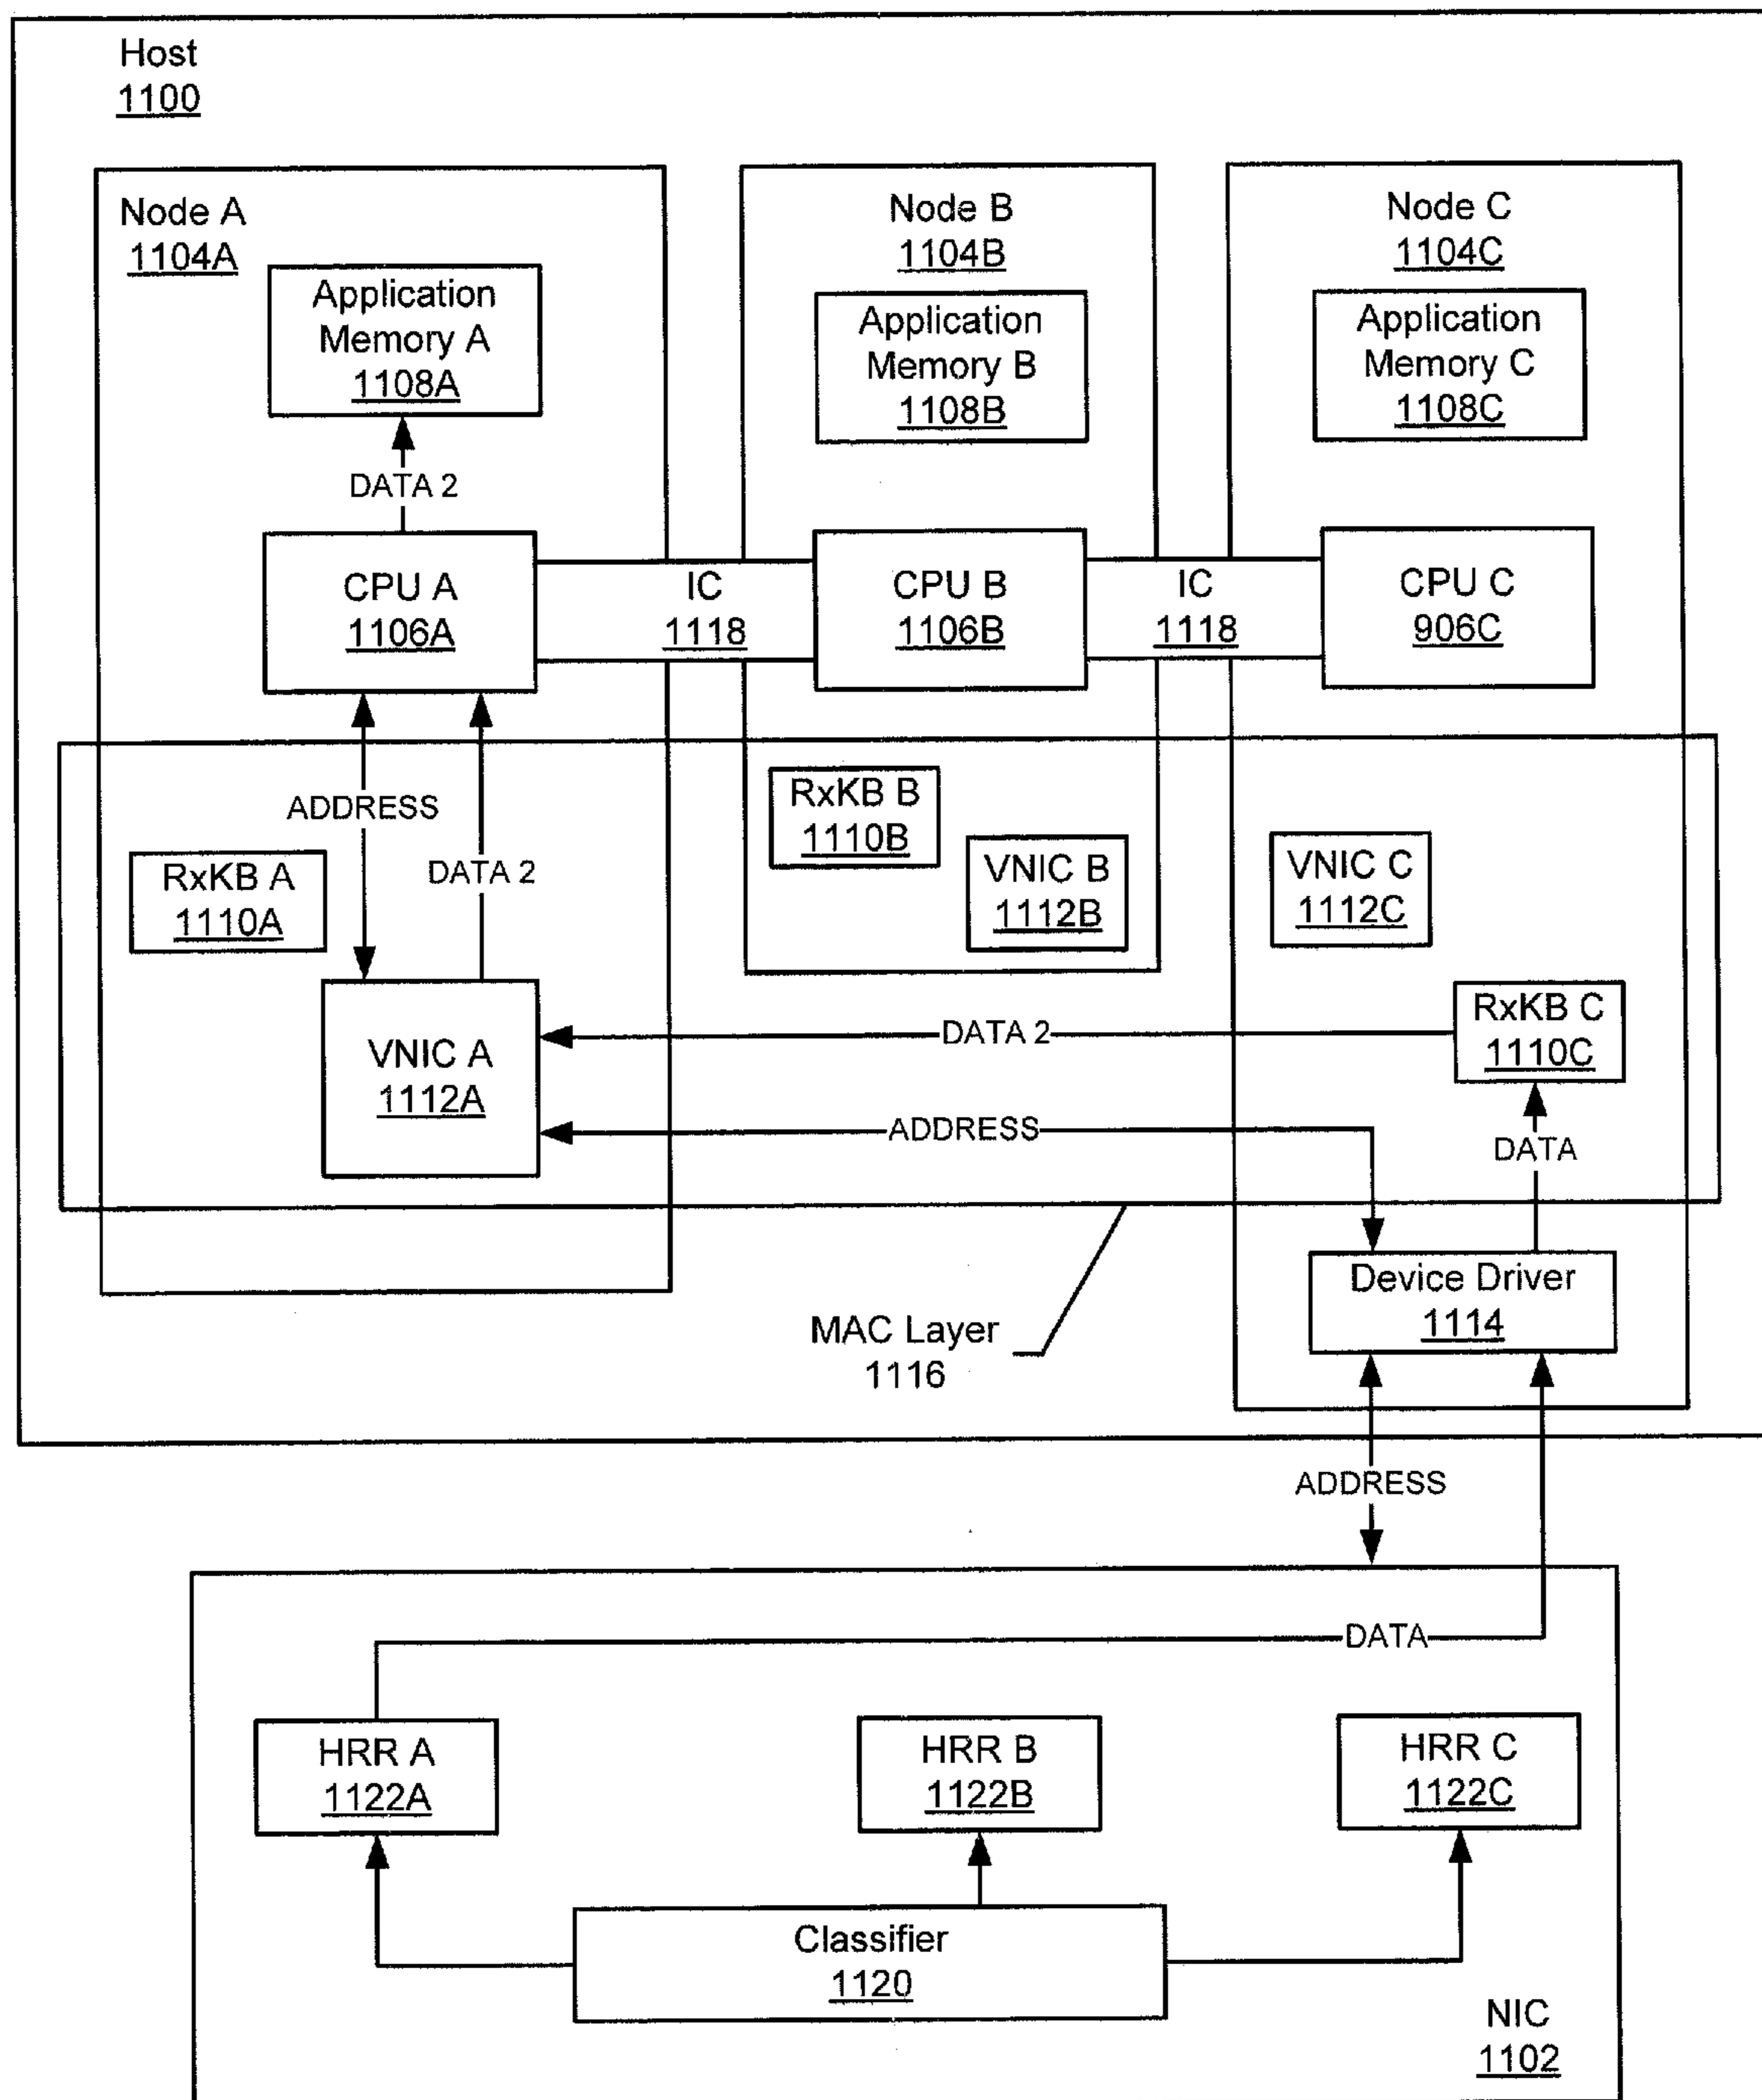 Host
1100
Node A
1104A
Node B
1104B
Node C
1104C
Application
Memory A
1108A
Application
Memory B
1108B
Application
Memory C
1108C
DATA 2
CPU A
1106A
IC
1118
CPU B
1106B
IC
1118
CPU C
906C
ADDRESS
DATA 2
RxKB A
1110A
RxKB B
1110B
VNIC B
1112B
VNIC C
1112C
VNIC A
1112A
DATA 2
RxKB C
1110C
ADDRESS
DATA
MAC Layer
1116
Device Driver
1114
ADDRESS
DATA
HRR A
1122A
HRR B
1122B
HRR C
1122C
Classifier
1120
NIC
1102